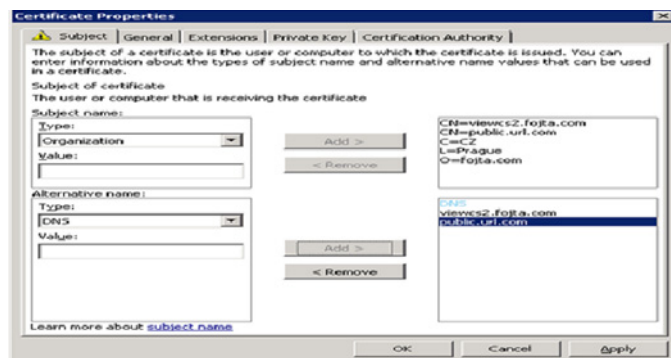 Certificate Properties
Subject General Extensions Private Key Certification Authority
The subject of a certificate is the user or computer to which the certificate is issued. You can
enter information about the types of subject name and alternative name values that can be used
in a certificate.
Subject of certificate
The user or computer that is receiving the certificate
Subject name:
Type:
Organization
Value:
Add >
< Remove
CN=viewcs2.fojta.com
CN=public.url.com
C=CZ
L=Prague
O=fojta.com
Alternative name:
Type:
DNS
Value:
Add >
< Remove
DNS
viewcs2.fojta.com
public.url.com
Learn more about subject name
OK Cancel Apply